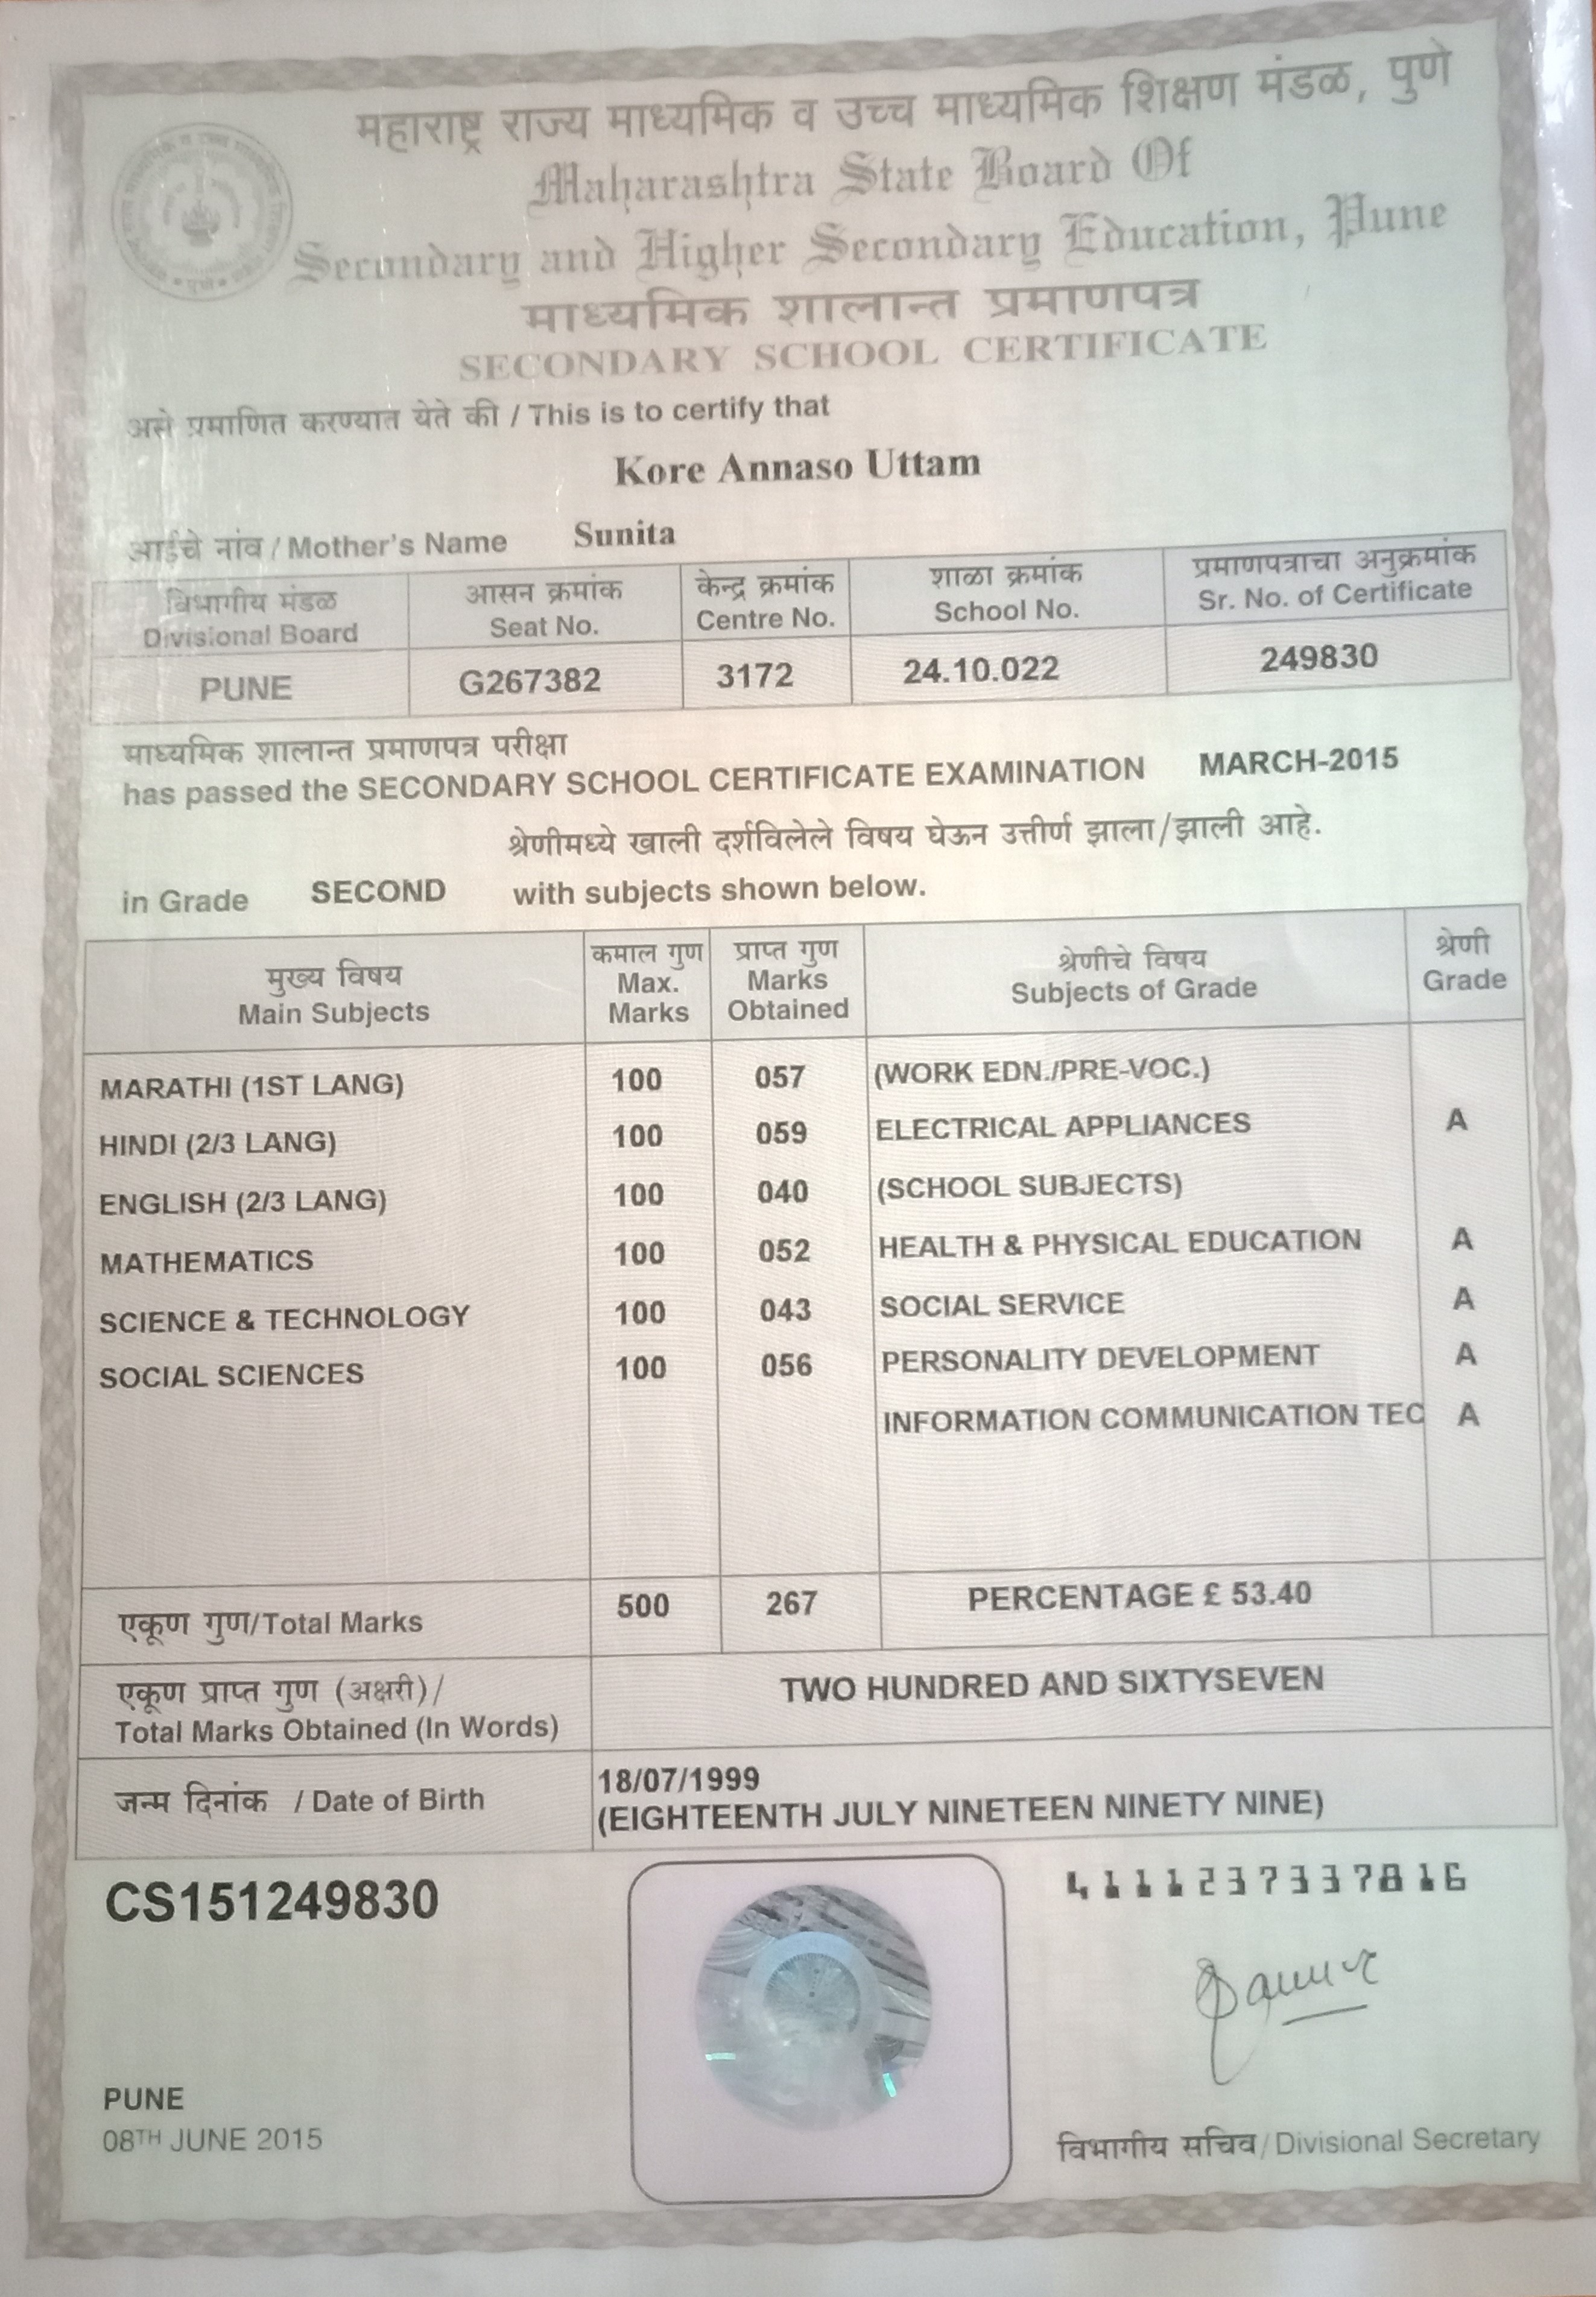 महाराष्ट्र राज्य माध्यमिक व उच्च माध्यमिक शिक्षण मंडळ, पुणे
Maharashtra State Board Of
Secondary and Higher Secondary Education, Pune
माध्यमिक शालान्त प्रमाणपत्र
SECONDARY SCHOOL CERTIFICATE
असे प्रमाणित करण्यात येते की / This is to certify that
Kore Annaso Uttam
आईचे नांव / Mother's Name Sunita
विभागीय मंडळ आसन क्रमांक केन्द्र क्रमांक शाळा क्रमांक प्रमाणपत्राचा अनुक्रमांक
Divisional Board Seat No. Centre No. School No. Sr. No. of Certificate
PUNE G267382 3172 24.10.022 249830
माध्यमिक शालान्त प्रमाणपत्र परीक्षा
has passed the SECONDARY SCHOOL CERTIFICATE EXAMINATION MARCH-2015
श्रेणीमध्ये खाली दर्शविलेले विषय घेऊन उत्तीर्ण झाला/झाली आहे.
in Grade SECOND with subjects shown below.
मुख्य विषय कमाल गुण प्राप्त गुण श्रेणीचे विषय श्रेणी
Main Subjects Max. Marks Marks Obtained Subjects of Grade Grade
MARATHI (1ST LANG) 100 057 (WORK EDN./PRE-VOC.)
HINDI (2/3 LANG) 100 059 ELECTRICAL APPLIANCES A
ENGLISH (2/3 LANG) 100 040 (SCHOOL SUBJECTS)
MATHEMATICS 100 052 HEALTH & PHYSICAL EDUCATION A
SCIENCE & TECHNOLOGY 100 043 SOCIAL SERVICE A
SOCIAL SCIENCES 100 056 PERSONALITY DEVELOPMENT A
INFORMATION COMMUNICATION TEC A
एकूण गुण/Total Marks 500 267 PERCENTAGE £ 53.40
एकूण प्राप्त गुण (अक्षरी)/
Total Marks Obtained (In Words) TWO HUNDRED AND SIXTYSEVEN
जन्म दिनांक / Date of Birth 18/07/1999
(EIGHTEENTH JULY NINETEEN NINETY NINE)
CS151249830
4111237337816
PUNE
08TH JUNE 2015
विभागीय सचिव/Divisional Secretary